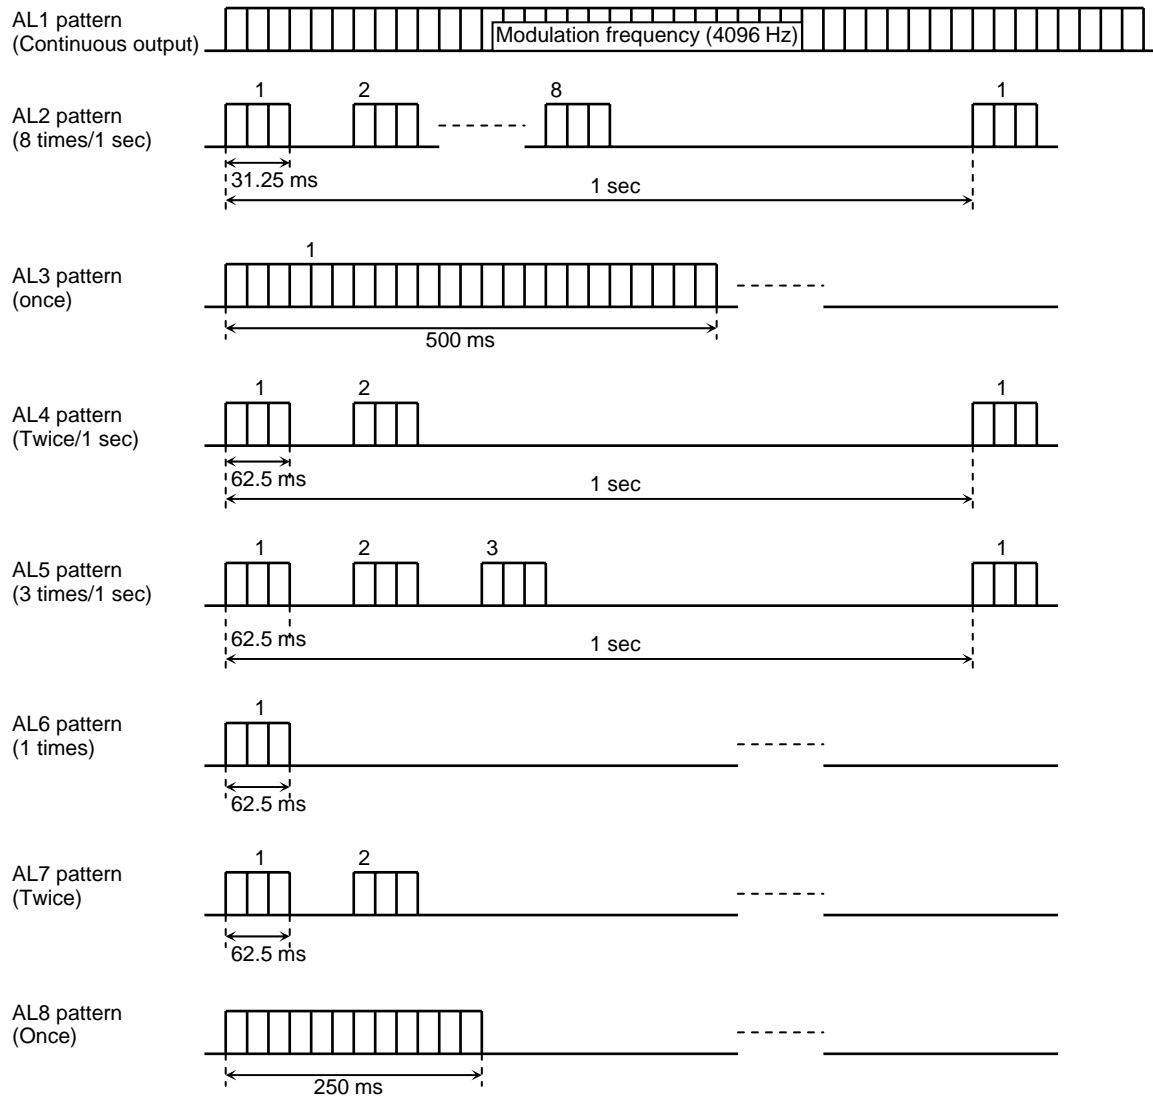 AL1 pattern
(Continuous output)
Modulation frequency (4096 Hz)
1 2 8 1
AL2 pattern
(8 times/1 sec)
31.25 ms
1 sec
1
AL3 pattern
(once)
500 ms
1 2 1
AL4 pattern
(Twice/1 sec)
62.5 ms
1 sec
1 2 3 1
AL5 pattern
(3 times/1 sec)
62.5 ms
1 sec
1
AL6 pattern
(1 times)
62.5 ms
1 2
AL7 pattern
(Twice)
62.5 ms
AL8 pattern
(Once)
250 ms